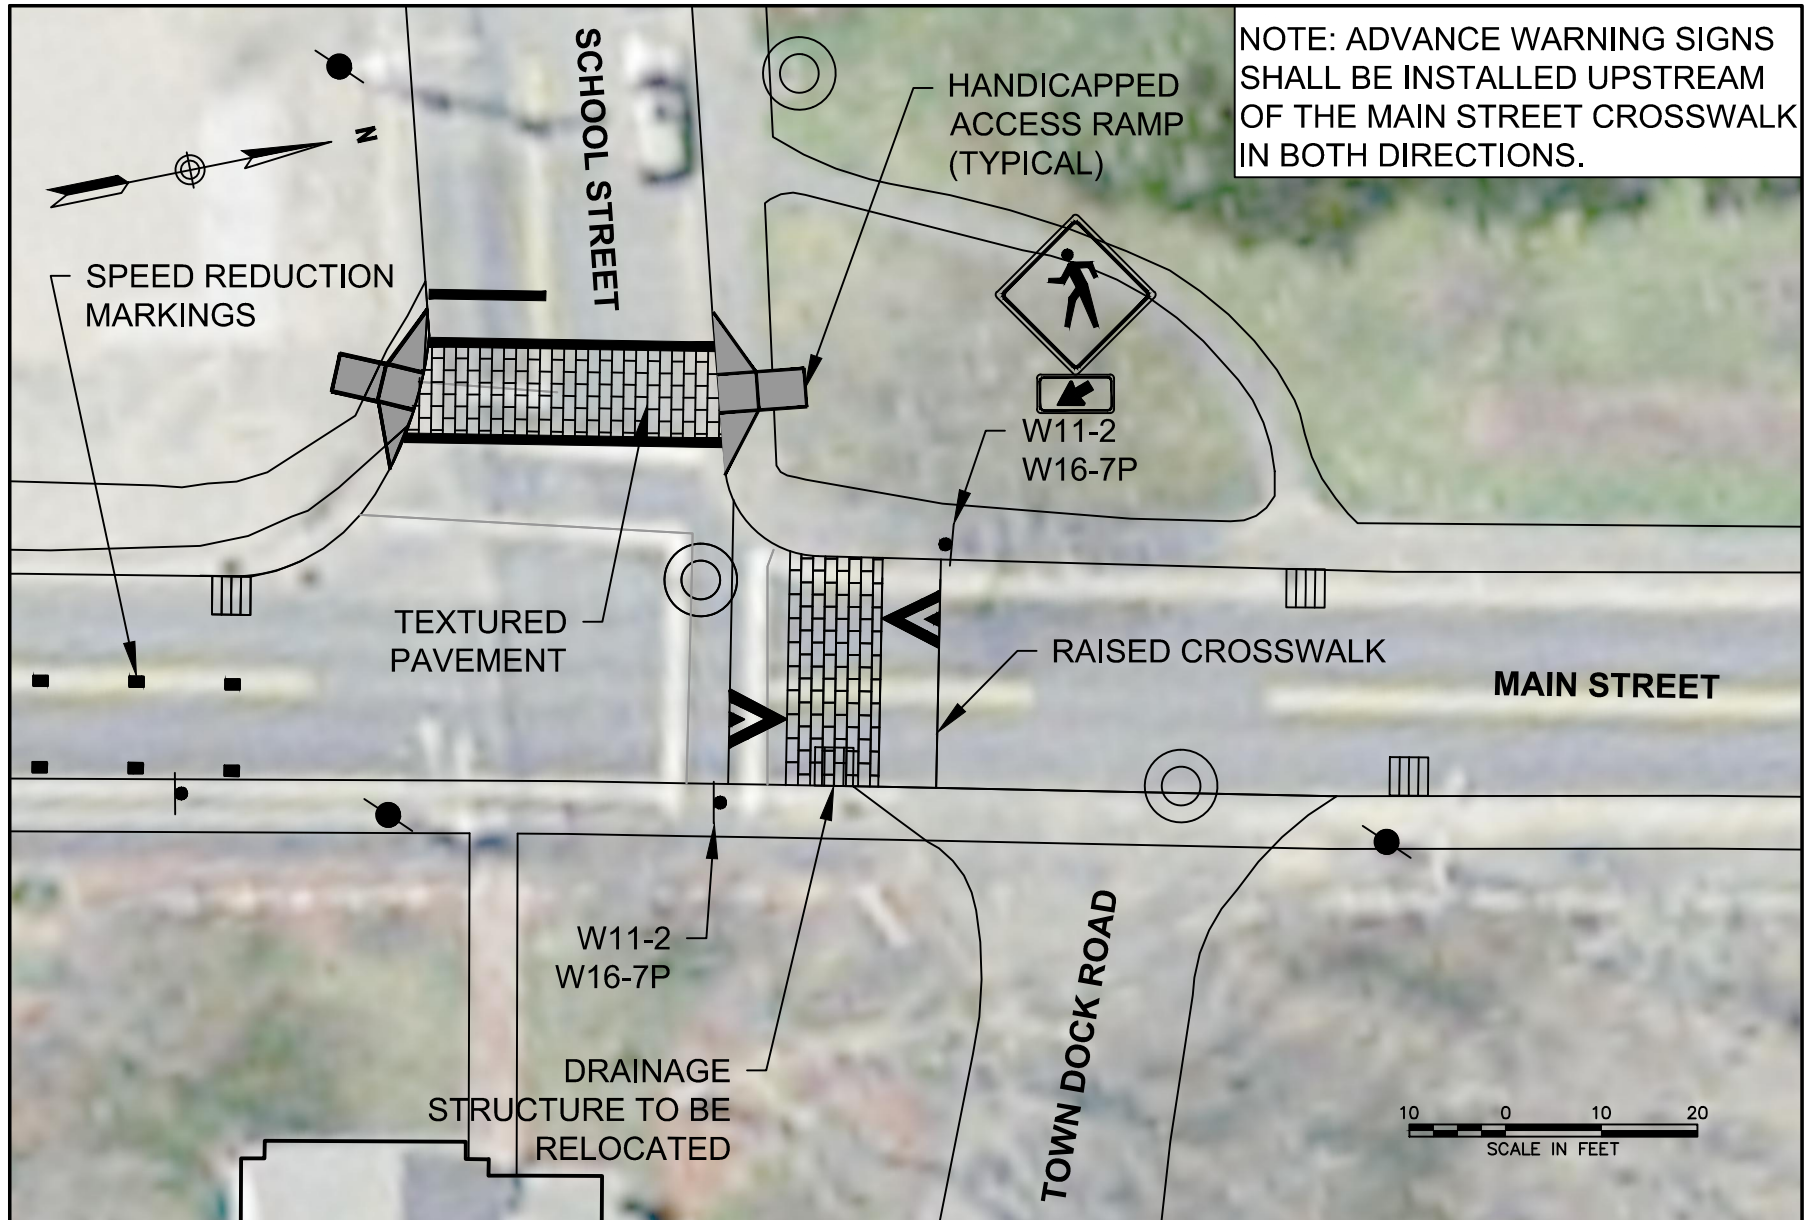 SCHOOL STREET
NOTE: ADVANCE WARNING SIGNS
SHALL BE INSTALLED UPSTREAM
OF THE MAIN STREET CROSSWALK
IN BOTH DIRECTIONS.
HANDICAPPED
ACCESS RAMP
(TYPICAL)
N
SPEED REDUCTION
MARKINGS
W11-2
W16-7P
TEXTURED
PAVEMENT
RAISED CROSSWALK
MAIN STREET
W11-2
W16-7P
DRAINAGE
STRUCTURE TO BE
RELOCATED
TOWN DOCK ROAD
10 0 10 20
SCALE IN FEET